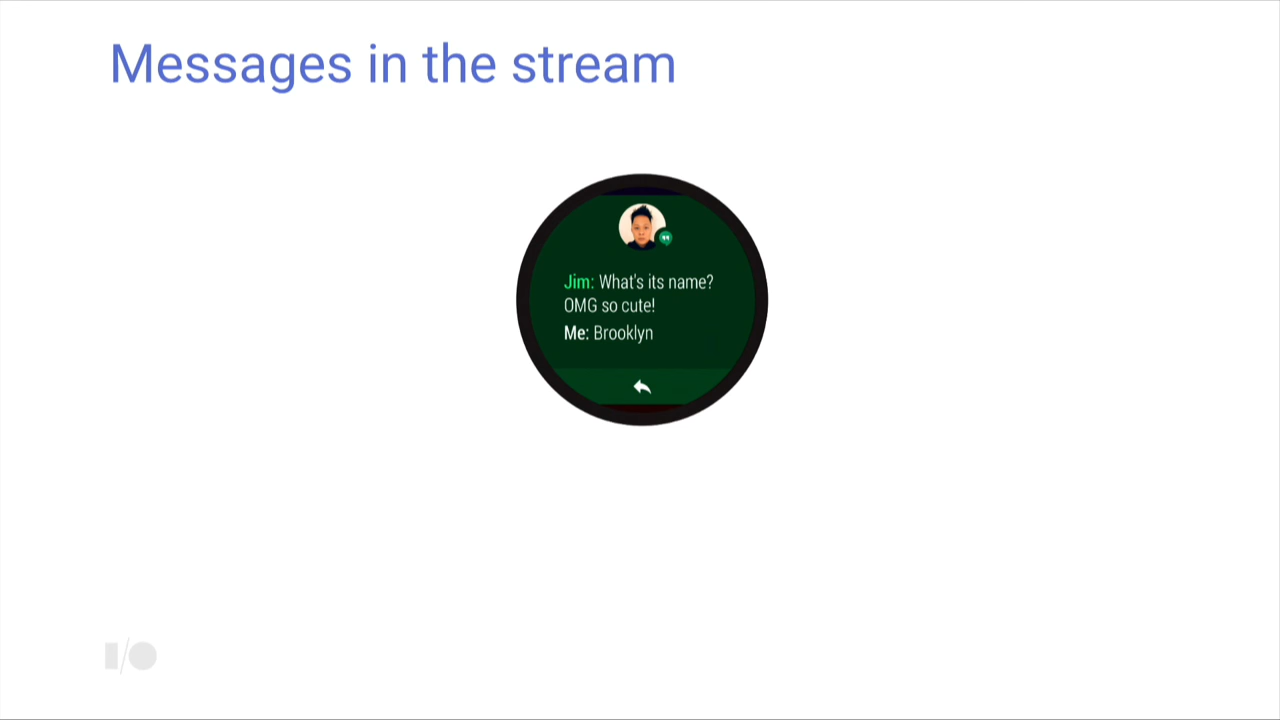 Messages in the stream
Jim: What's its name?
OMG so cute!
Me: Brooklyn
I/O